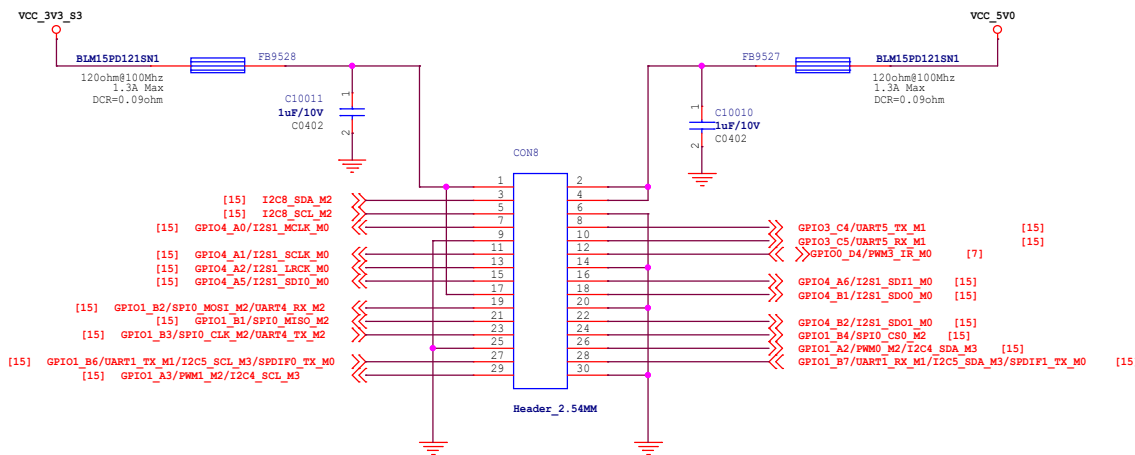 VCC_3V3_S3
VCC_5V0
BLM15PD121SN1 FB9528
120ohm@100Mhz
1.3A Max
DCR=0.09ohm
FB9527 BLM15PD121SN1
120ohm@100Mhz
1.3A Max
DCR=0.09ohm
1
C10011
1uF/10V
C0402
2
1
C10010
1uF/10V
C0402
2
CON8
1 2
[15] I2C8_SDA_M2 3 4
[15] I2C8_SCL_M2 5 6
[15] GPIO4_A0/I2S1_MCLK_M0 7 8 GPIO3_C4/UART5_TX_M1 [15]
9 10 GPIO3_C5/UART5_RX_M1 [15]
[15] GPIO4_A1/I2S1_SCLK_M0 11 12 GPIO0_D4/PWM3_IR_M0 [7]
[15] GPIO4_A2/I2S1_LRCK_M0 13 14
[15] GPIO4_A5/I2S1_SDI0_M0 15 16 GPIO4_A6/I2S1_SDI1_M0 [15]
17 18 GPIO4_B1/I2S1_SDO0_M0 [15]
[15] GPIO1_B2/SPI0_MOSI_M2/UART4_RX_M2 19 20
[15] GPIO1_B1/SPI0_MISO_M2 21 22 GPIO4_B2/I2S1_SDO1_M0 [15]
[15] GPIO1_B3/SPI0_CLK_M2/UART4_TX_M2 23 24 GPIO1_B4/SPI0_CS0_M2 [15]
25 26 GPIO1_A2/PWM0_M2/I2C4_SDA_M3 [15]
[15] GPIO1_B6/UART1_TX_M1/I2C5_SCL_M3/SPDIF0_TX_M0 27 28 GPIO1_B7/UART1_RX_M1/I2C5_SDA_M3/SPDIF1_TX_M0 [15
[15] GPIO1_A3/PWM1_M2/I2C4_SCL_M3 29 30
Header_2.54MM